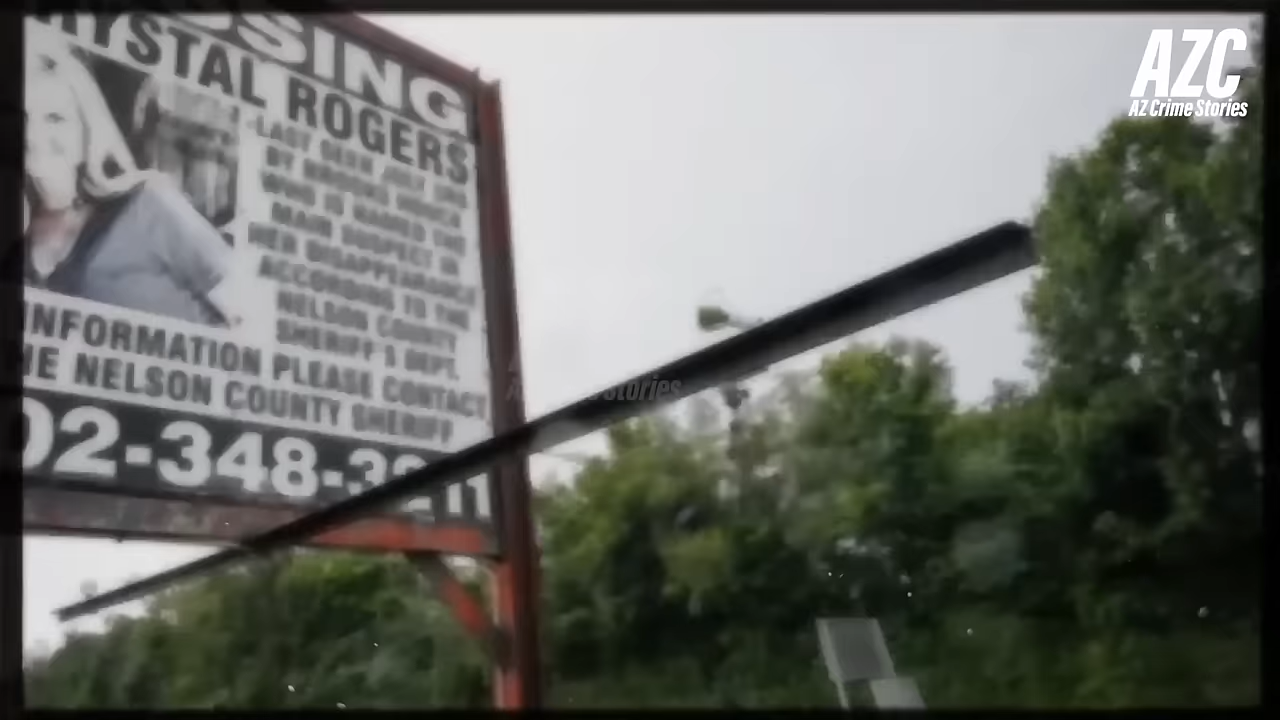 SSING
YSTAL ROGERS
LAST SEEN JULY
BY BROOKS HOUCK
WHO IS NAMED THE
MAIN SUSPECT IN
HER DISAPPEARANCE
ACCORDING TO THE
NELSON COUNTY
SHERIFF'S DEPT.
INFORMATION PLEASE CONTACT
HE NELSON COUNTY SHERIFF
02-348-3211
AZC
AZ Crime Stories
Stories